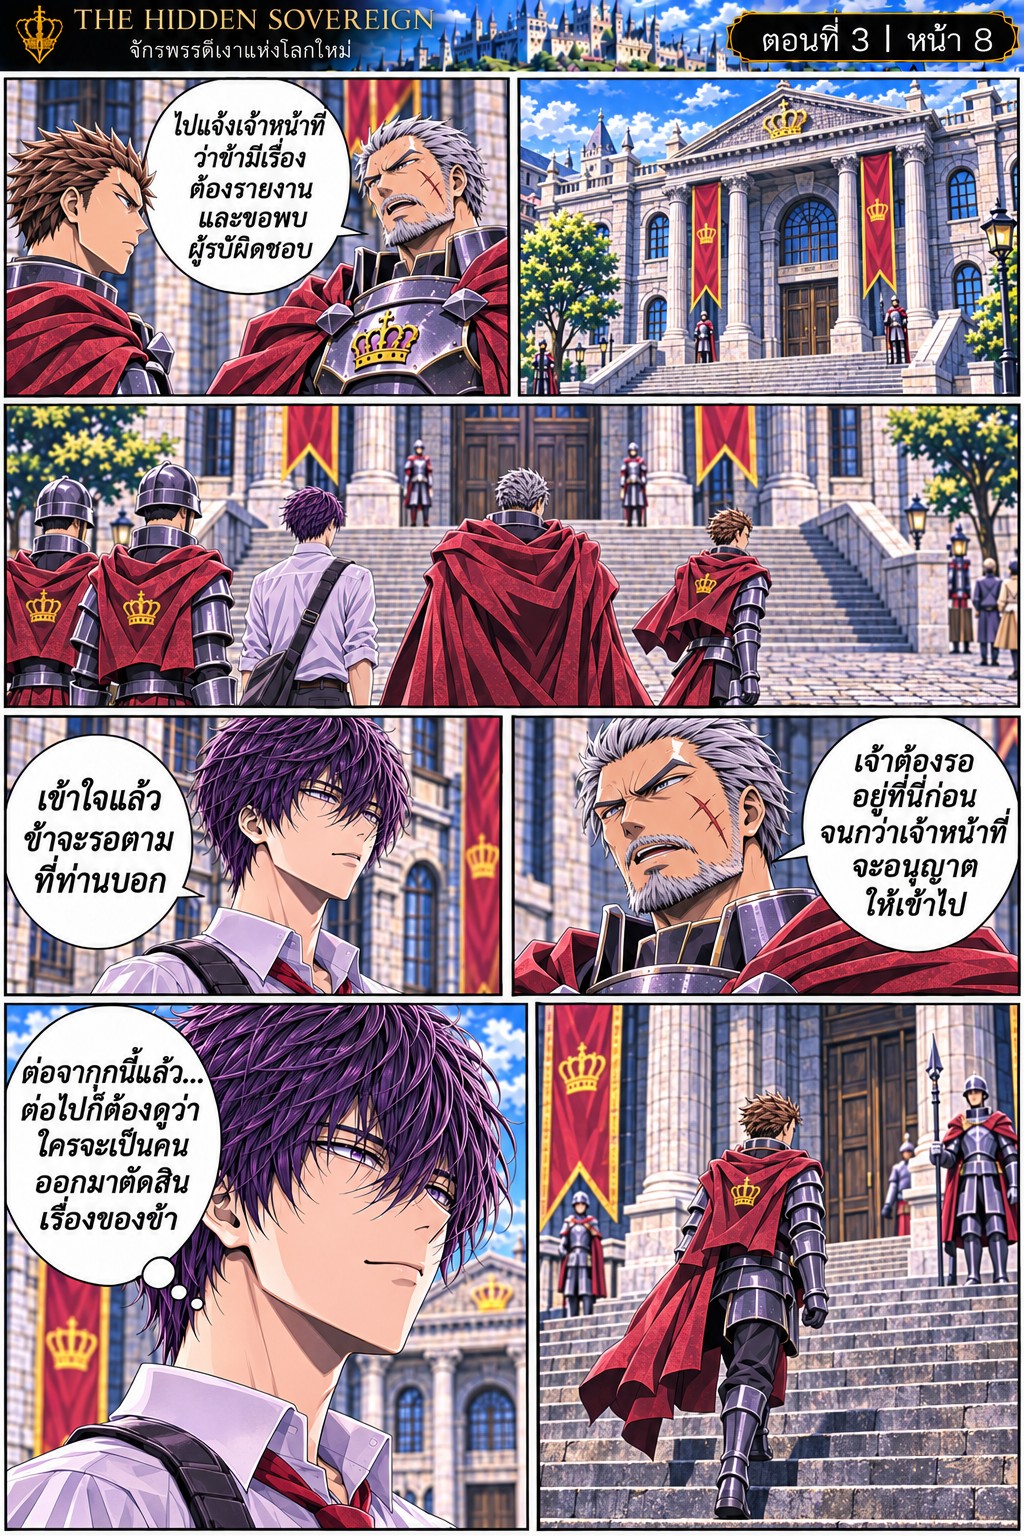 THE HIDDEN SOVEREIGN
จักรพรรดิเงาแห่งโลกใหม่
ตอนที่ 3 | หน้า 8
ไปแจ้งเจ้าหน้าที่
ว่าข้ามีเรื่อง
ต้องรายงาน
และขอพบ
ผู้รบัผิดชอบ
เข้าใจแล้ว
ข้าจะรอตาม
ที่ท่านบอก
เจ้าต้องรอ
อยู่ที่นี่ก่อน
จนกว่าเจ้าหน้าที่
จะอนุญาต
ให้เข้าไป
ต่อจากุกนี้แล้ว...
ต่อไปก็ต้องดูว่า
ใครจะเป็นคน
ออกมาตัดสิน
เรื่องของข้า